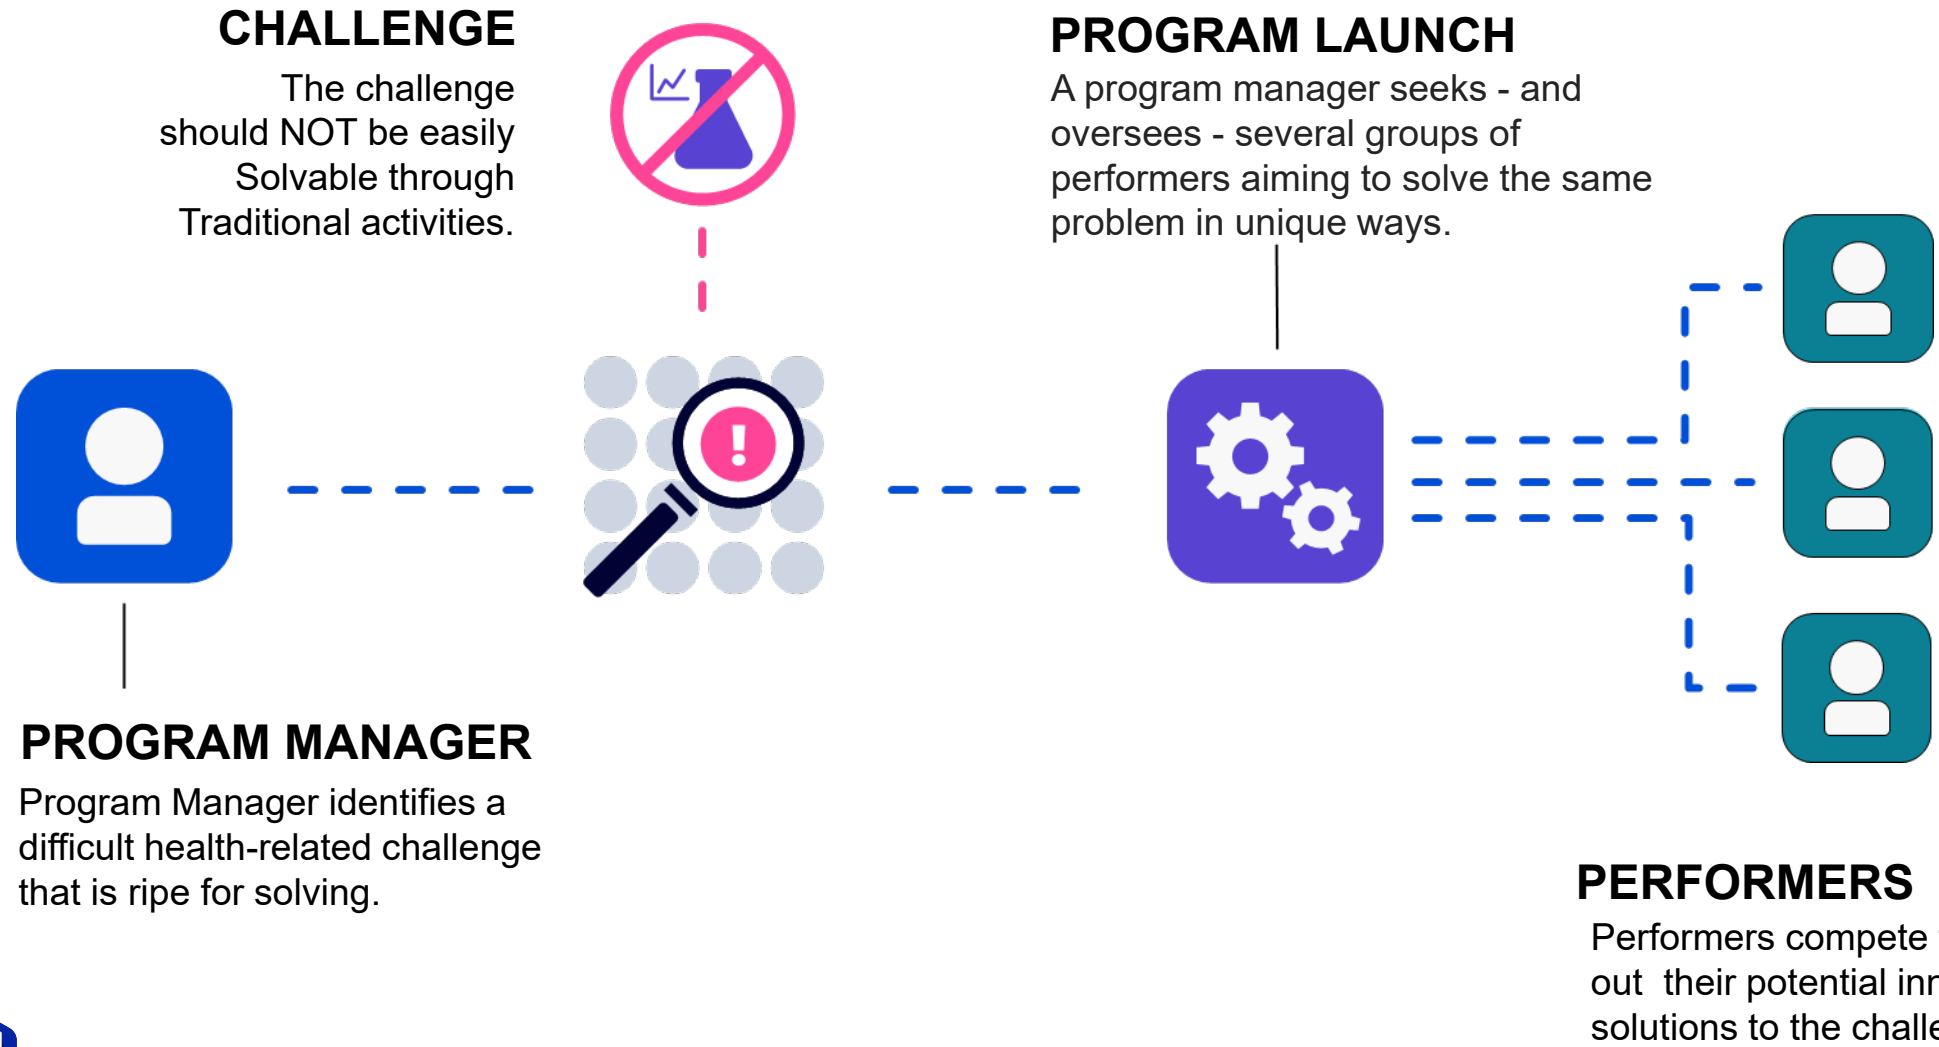 CHALLENGE
The challenge
should NOT be easily
Solvable through
Traditional activities.
PROGRAM LAUNCH
A program manager seeks - and
oversees - several groups of
performers aiming to solve the same
problem in unique ways.
!
PROGRAM MANAGER
Program Manager identifies a
difficult health-related challenge
that is ripe for solving.
PERFORMERS
Performers compete
out their potential
solutions to the